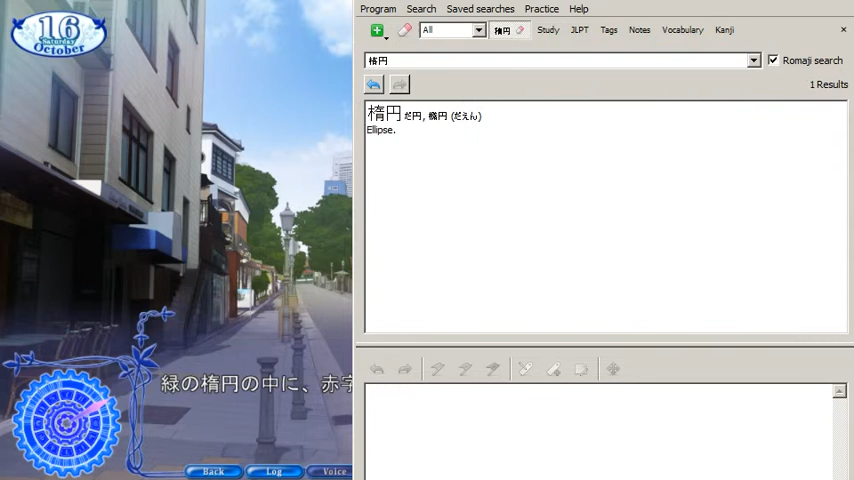 16
Saturday
October
緑の楕円の中に、赤字
Back
Log
Voice
Program Search Saved searches Practice Help
All 楕円 Study JLPT Tags Notes Vocabulary Kanji
楕円 Romaji search
1 Results
楕円 だ円, 橢円 (だえん)
Ellipse.